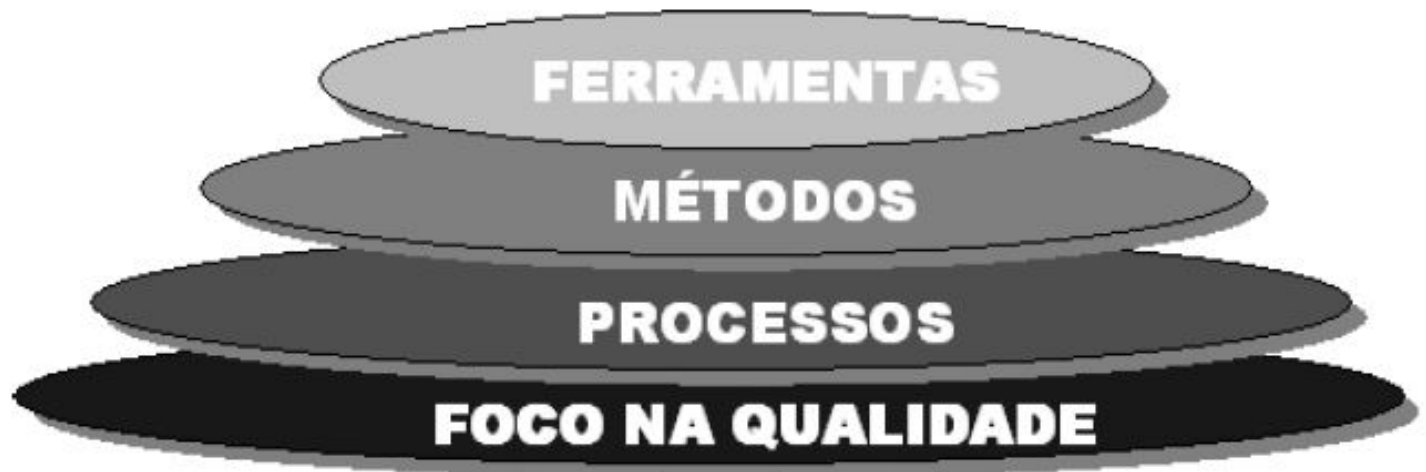 FERRAMENTAS
MÉTODOS
PROCESSOS
FOCO NA QUALIDADE